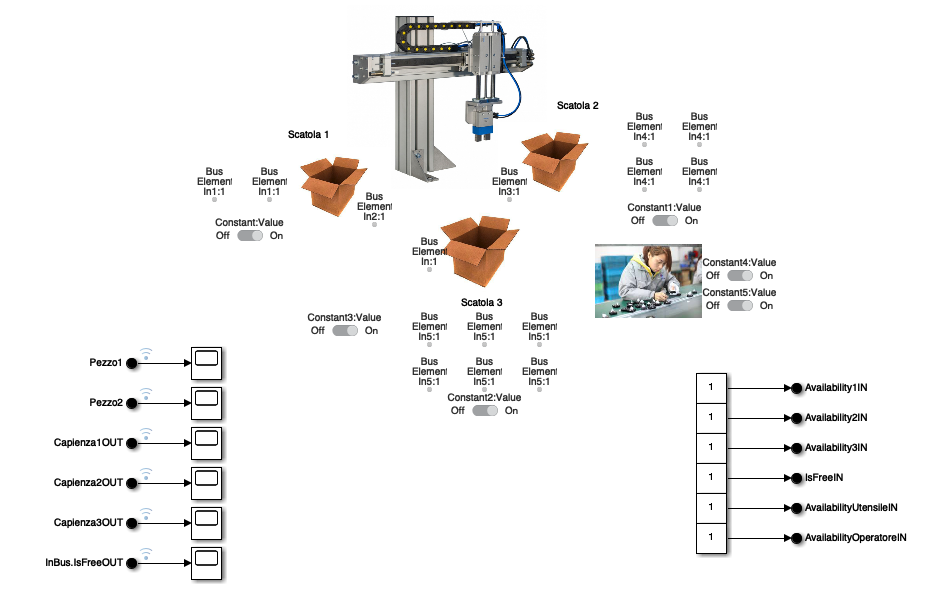 Scatola 2
Scatola 1
Bus
Element
In4:1
Bus
Element
In4:1
Bus
Element
In4:1
Bus
Element
In4:1
Bus
Element
In1:1
Bus
Element
In1:1
Bus
Element
In2:1
Bus
Element
In3:1
Constant:Value
Off On
Constant1:Value
Off On
Bus
Element
In:1
Constant4:Value
Off On
Constant5:Value
Off On
Scatola 3
Constant3:Value
Off On
Bus
Element
In5:1
Bus
Element
In5:1
Bus
Element
In5:1
Bus
Element
In5:1
Bus
Element
In5:1
Bus
Element
In5:1
Constant2:Value
Off On
Pezzo1
Pezzo2
Capienza1OUT
Capienza2OUT
Capienza3OUT
InBus.IsFreeOUT
1 Availability1IN
1 Availability2IN
1 Availability3IN
1 IsFreeIN
1 AvailabilityUtensileIN
1 AvailabilityOperatoreIN